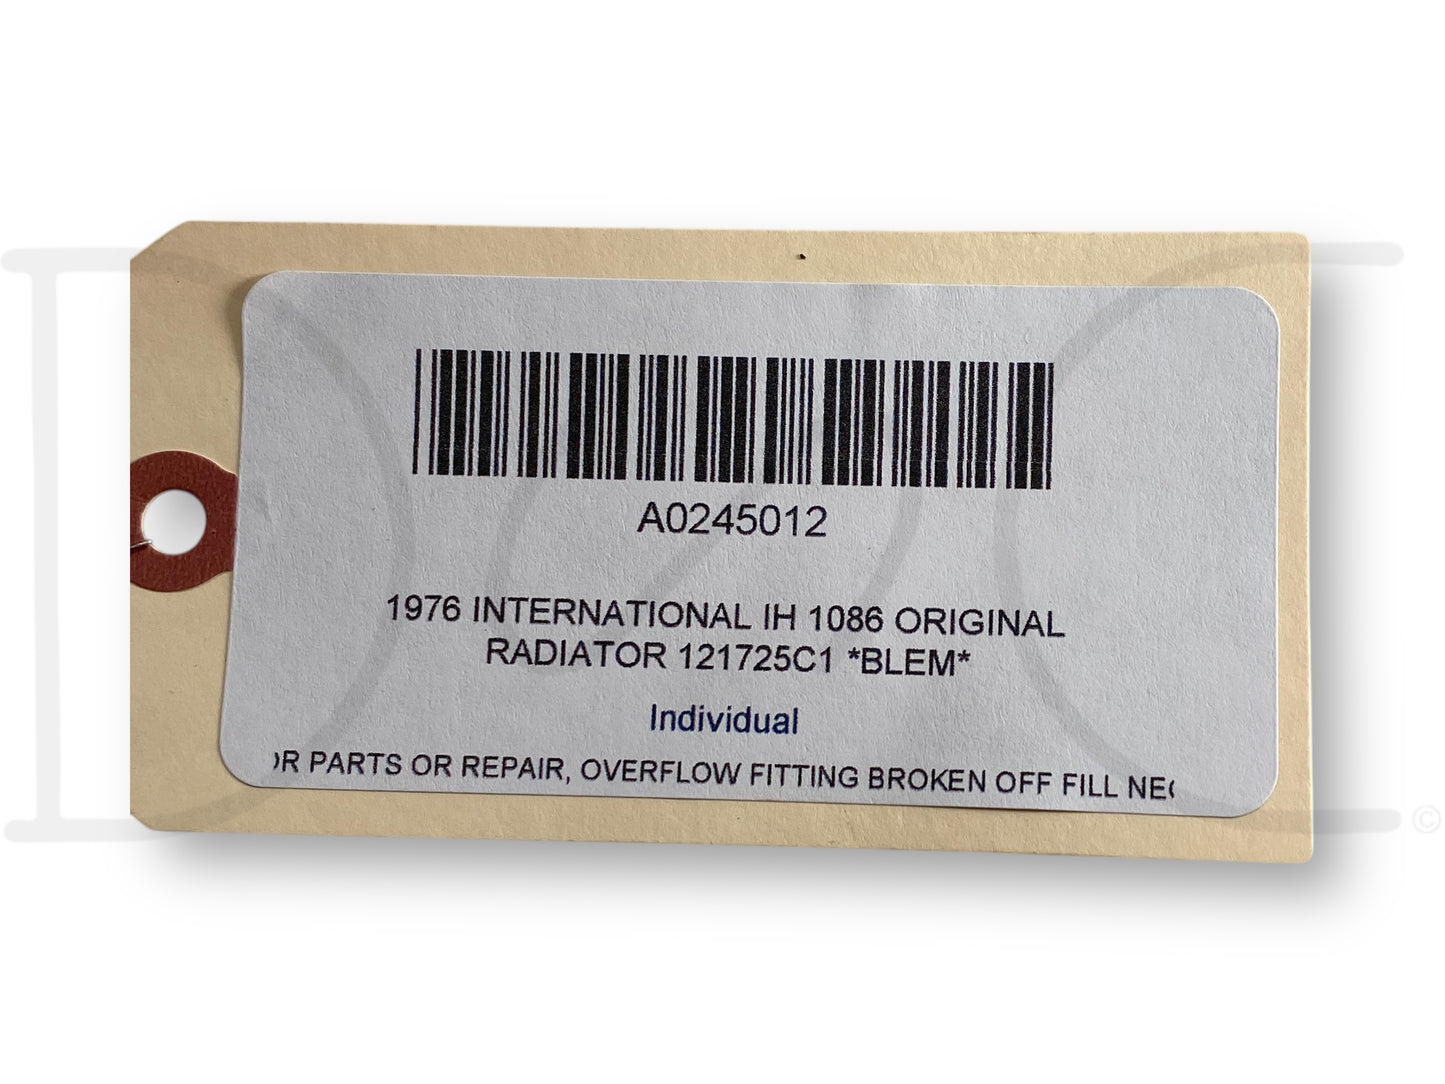 A0245012
1976 INTERNATIONAL IH 1086 ORIGINAL
RADIATOR 121725C1 *BLEM*
Individual
PARTS OR REPAIR, OVERFLOW FITTING BROKEN OFF FILL
©